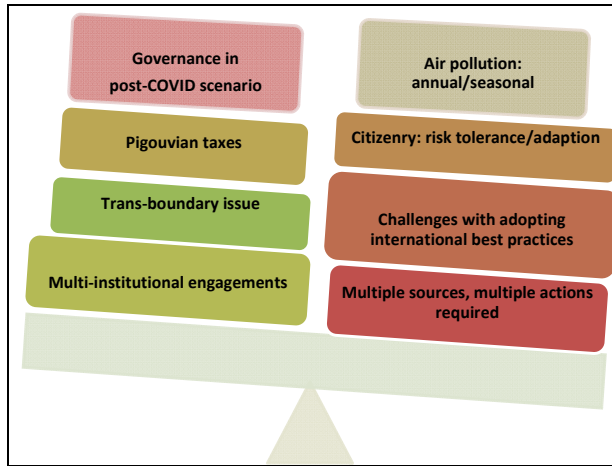 Governance in
post-COVID scenario
Pigouvian taxes
Trans-boundary issue
Multi-institutional engagements
Air pollution:
annual/seasonal
Citizenry: risk tolerance/adaption
Challenges with adopting
international best practices
Multiple sources, multiple actions
required